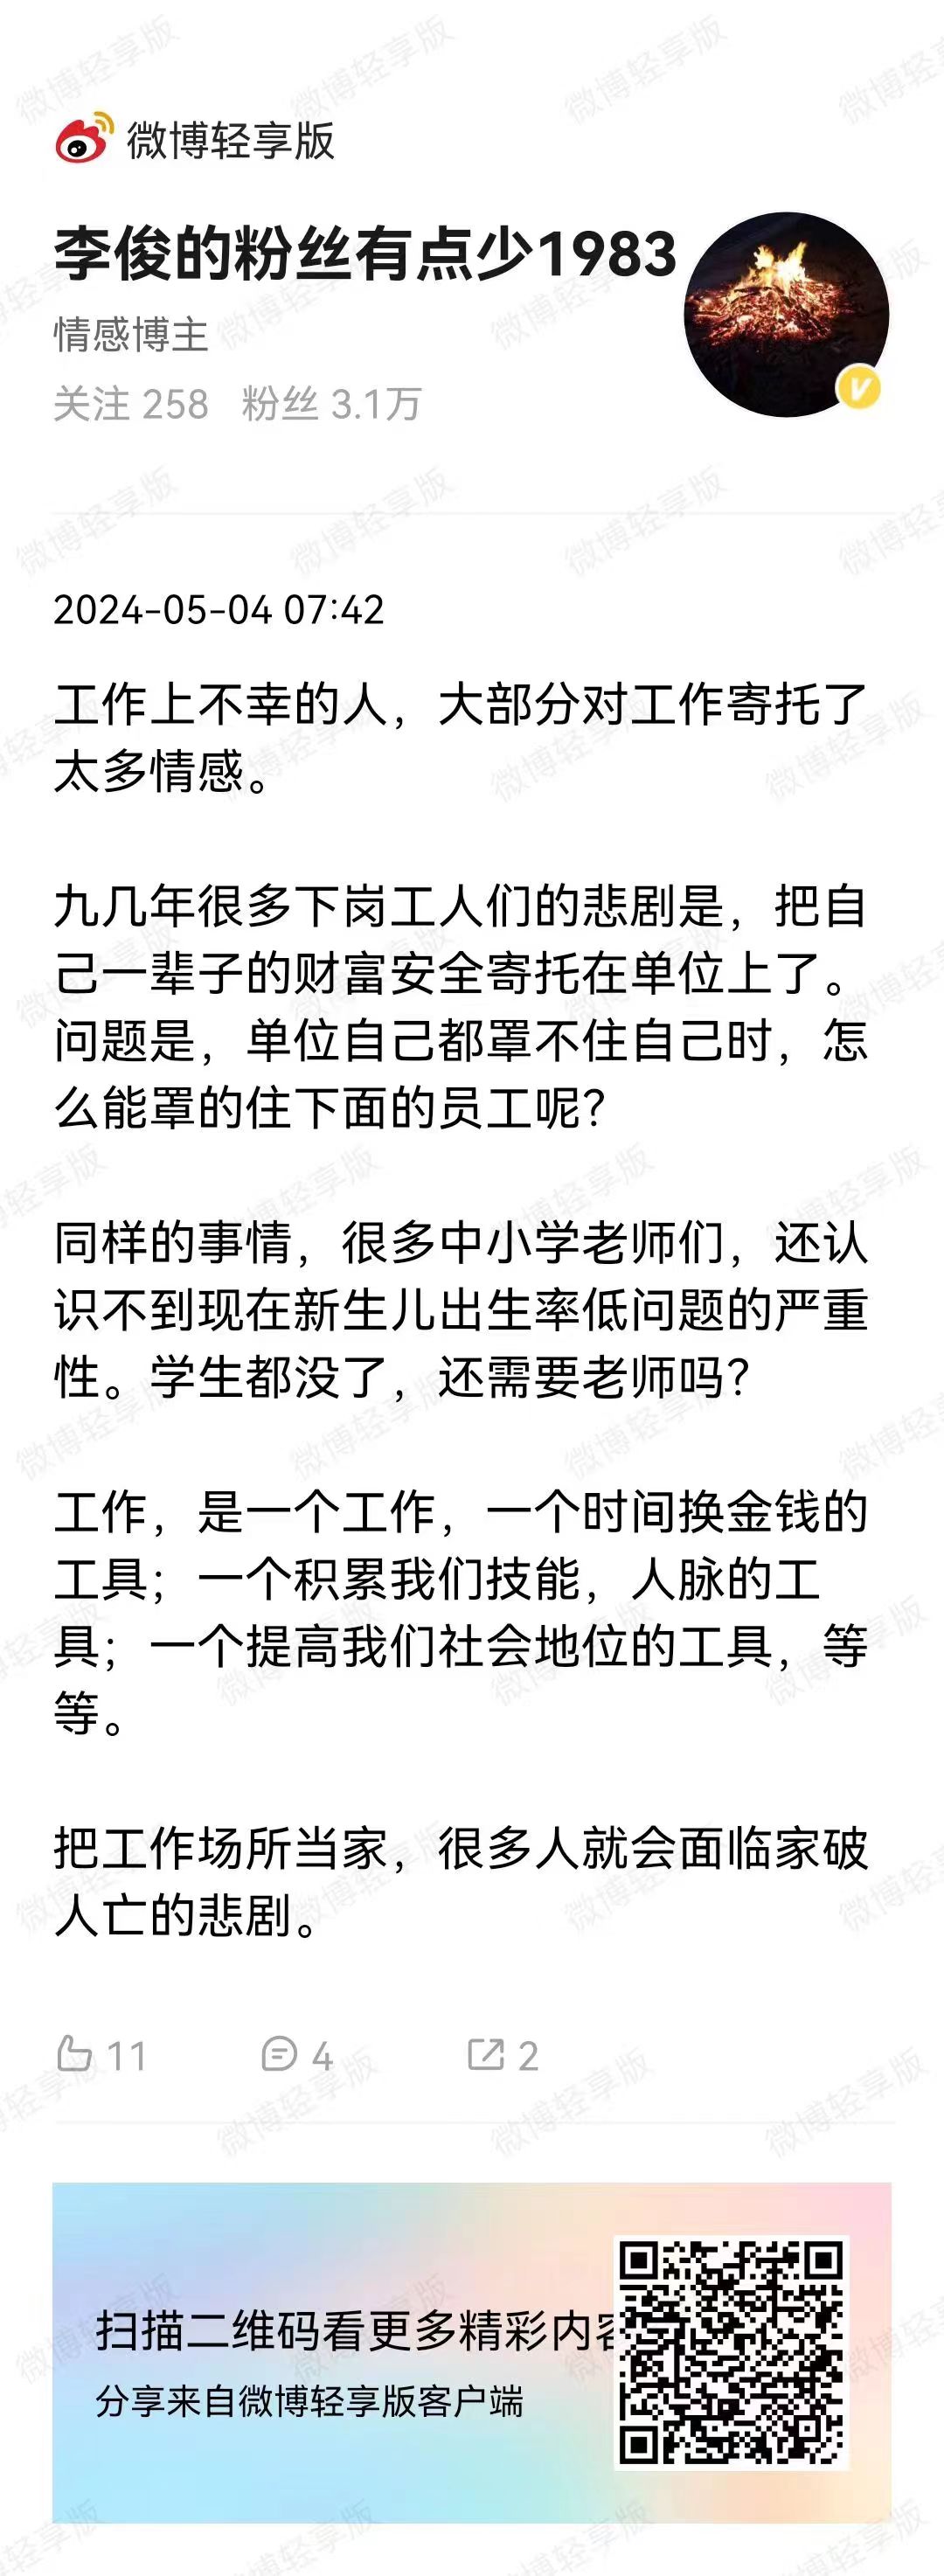 微博轻享版
李俊的粉丝有点少1983
情感博主
关注 258 粉丝 3.1万
2024-05-04 07:42
工作上不幸的人，大部分对工作寄托了
太多情感。
九几年很多下岗工人们的悲剧是，把自
己一辈子的财富安全寄托在单位上了。
问题是，单位自己都罩不住自己时，怎
么能罩的住下面的员工呢？
同样的事情，很多中小学老师们，还认
识不到现在新生儿出生率低问题的严重
性。学生都没了，还需要老师吗？
工作，是一个工作，一个时间换金钱的
工具；一个积累我们技能，人脉的工
具；一个提高我们社会地位的工具，等
等。
把工作场所当家，很多人就会面临家破
人亡的悲剧。
11 4 2
扫描二维码看更多精彩内容
分享来自微博轻享版客户端